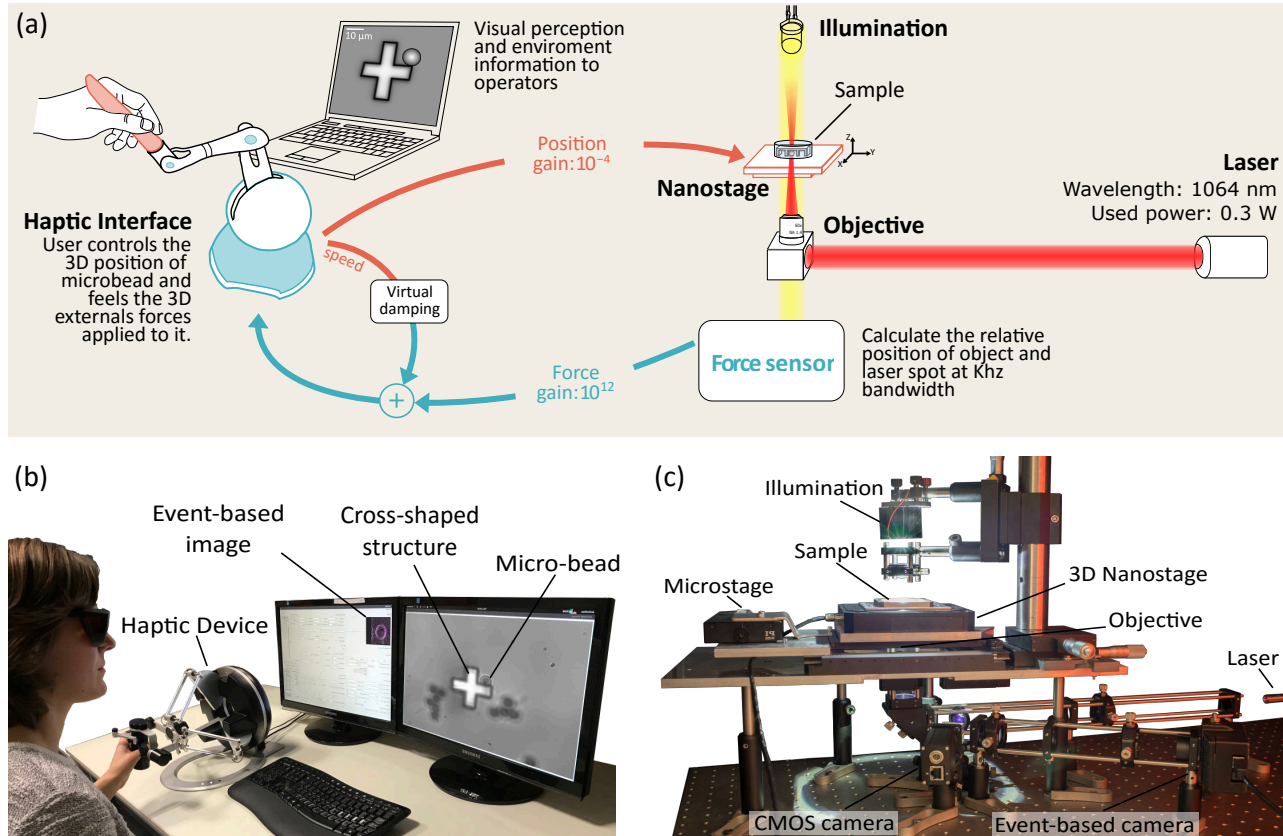 (a)
10 μm
Visual perception
and enviroment
information to
operators
Illumination
Sample
Position
gain:10⁻⁴
Nanostage
Z
Y
X
Laser
Wavelength: 1064 nm
Used power: 0.3 W
Haptic Interface
User controls the
3D position of
microbead and
feels the 3D
externals forces
applied to it.
speed
Objective
Virtual
damping
Force
gain:10¹²
+
Force sensor
Calculate the relative
position of object and
laser spot at Khz
bandwidth
(b)
Event-based
image
Cross-shaped
structure
Micro-bead
Haptic Device
(c)
Illumination
Sample
Microstage
3D Nanostage
Objective
PI
Laser
CMOS camera
Event-based camera